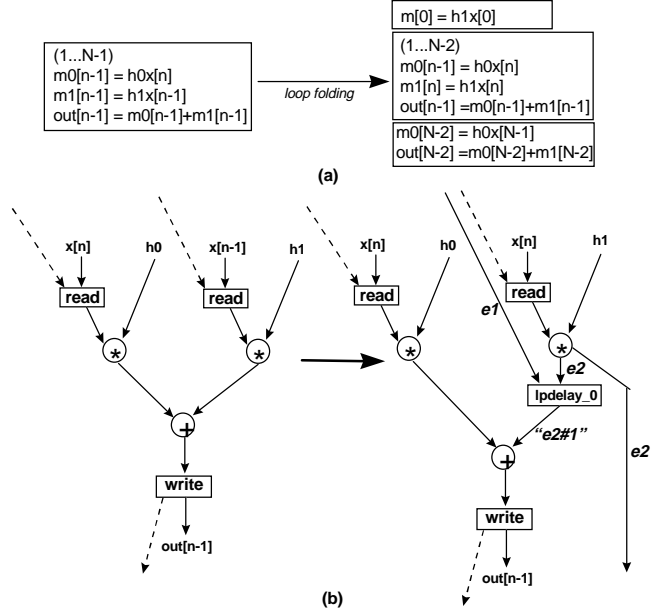 m[0] = h1x[0]
(1...N-1)
m0[n-1] = h0x[n]
m1[n-1] = h1x[n-1]
out[n-1] = m0[n-1]+m1[n-1]
loop folding
(1...N-2)
m0[n-1] = h0x[n]
m1[n] = h1x[n]
out[n-1] =m0[n-1]+m1[n-1]
m0[N-2] = h0x[N-1]
out[N-2] =m0[N-2]+m1[N-2]
(a)
x[n] h0 x[n-1] h1 x[n] h0 x[n] h1
read read read read
e1
* * * *
e2
lpdelay_0
"e2#1"
e2
+ +
write write
out[n-1] out[n-1]
(b)